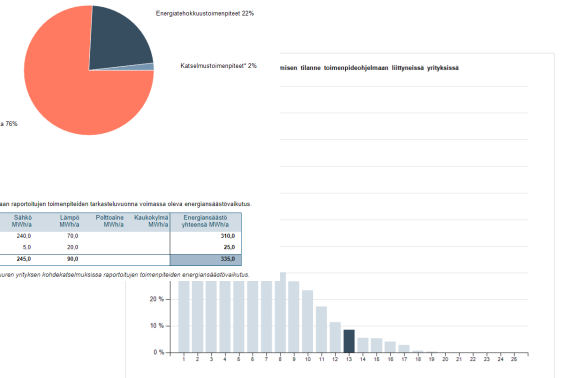 Energiatehokkuustoimenpiteet 22%
Katselmustoimenpiteet* 2%
a 76%
misen tilanne toimenpideohjelmaan liittyneissä yrityksissä
aan raportoitujen toimenpiteiden tarkasteluvuonna voimassa oleva energiansäästövaikutus.
Sähkö MWh/a Lämpö MWh/a Polttoaine MWh/a Kaukokylmä MWh/a Energiansäästö yhteensä MWh/a
240,0 70,0 310,0
5,0 20,0 25,0
245,0 90,0 335,0
uuren yrityksen kohdekatselmuksissa raportoitujen toimenpiteiden energiansäästövaikutus.
20 %
10 %
0 %
1 2 3 4 5 6 7 8 9 10 11 12 13 14 15 16 17 18 19 20 21 22 23 24 25